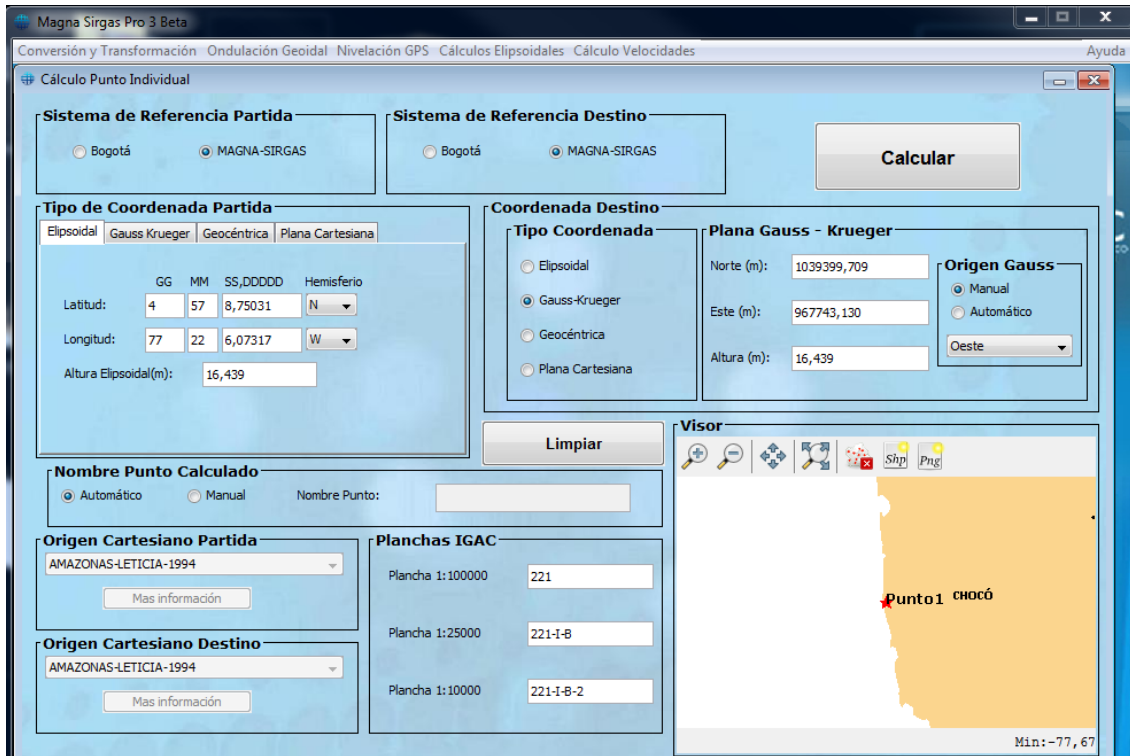 Magna Sirgas Pro 3 Beta
Conversión y Transformación Ondulación Geoidal Nivelación GPS Cálculos Elipsoidales Cálculo Velocidades Ayuda
Cálculo Punto Individual
Sistema de Referencia Partida
Bogotá MAGNA-SIRGAS
Sistema de Referencia Destino
Bogotá MAGNA-SIRGAS
Calcular
Tipo de Coordenada Partida
Elipsoidal Gauss Krueger Geocéntrica Plana Cartesiana
GG MM SS,DDDDD Hemisferio
Latitud: 4 57 8,75031 N
Longitud: 77 22 6,07317 W
Altura Elipsoidal(m): 16,439
Coordenada Destino
Tipo Coordenada
Elipsoidal
Gauss-Krueger
Geocéntrica
Plana Cartesiana
Plana Gauss - Krueger
Norte (m): 1039399,709
Este (m): 967743,130
Altura (m): 16,439
Origen Gauss
Manual
Automático
Oeste
Limpiar
Nombre Punto Calculado
Automático Manual Nombre Punto:
Origen Cartesiano Partida
AMAZONAS-LETICIA-1994
Mas información
Origen Cartesiano Destino
AMAZONAS-LETICIA-1994
Mas información
Planchas IGAC
Plancha 1:100000 221
Plancha 1:25000 221-I-B
Plancha 1:10000 221-I-B-2
Visor
Shp Png
Punto1 CHOCÓ
Min:-77,67